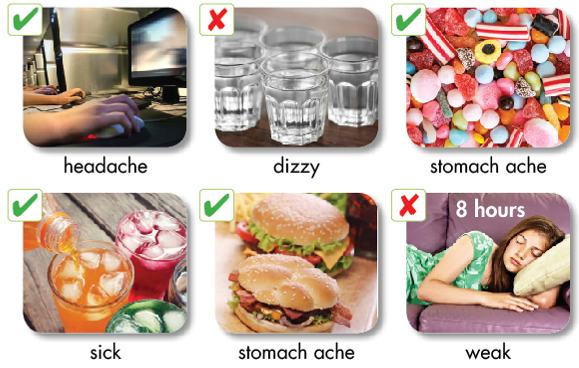 headache
dizzy
stomach ache
sick
stomach ache
8 hours
weak